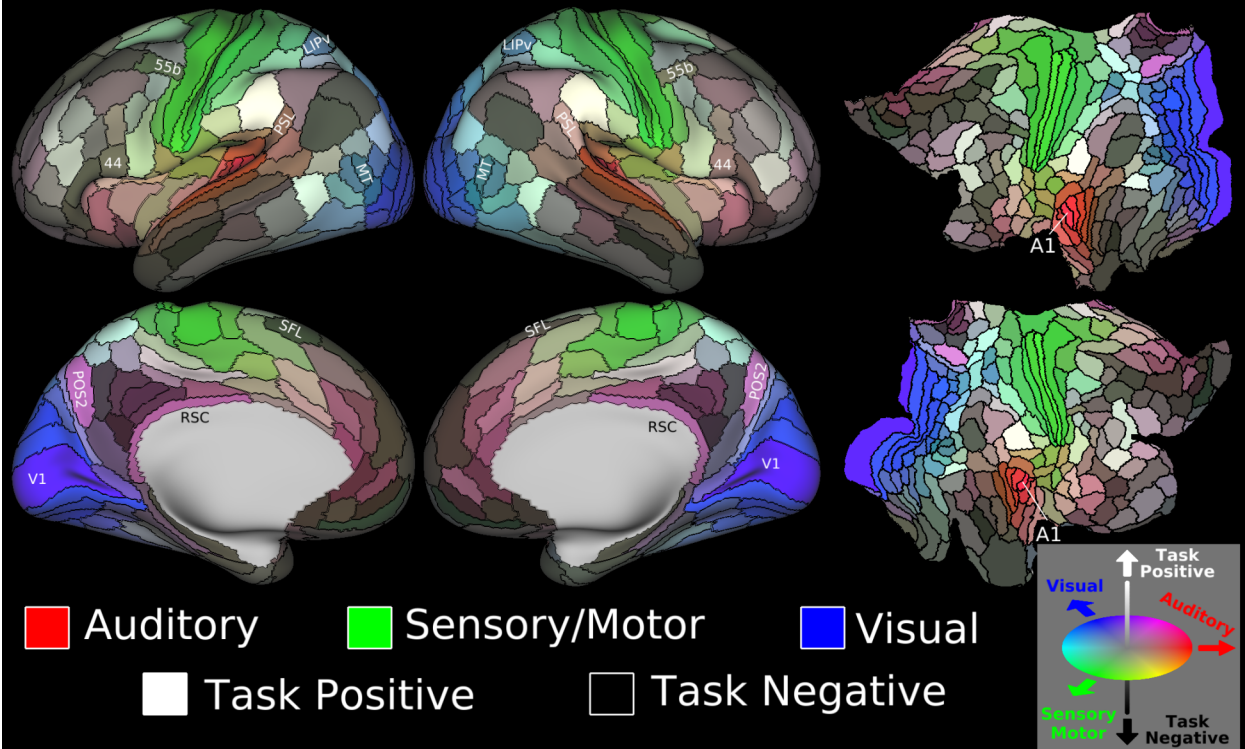 55b
LIPv
PSL
44
MT
LIPv
55b
PSL
44
MT
A1
SFL
POS2
RSC
V1
SFL
POS2
RSC
V1
A1
Auditory
Sensory/Motor
Visual
Task Positive
Task Negative
Task
Positive
Visual
Auditory
Sensory
Motor
Task
Negative